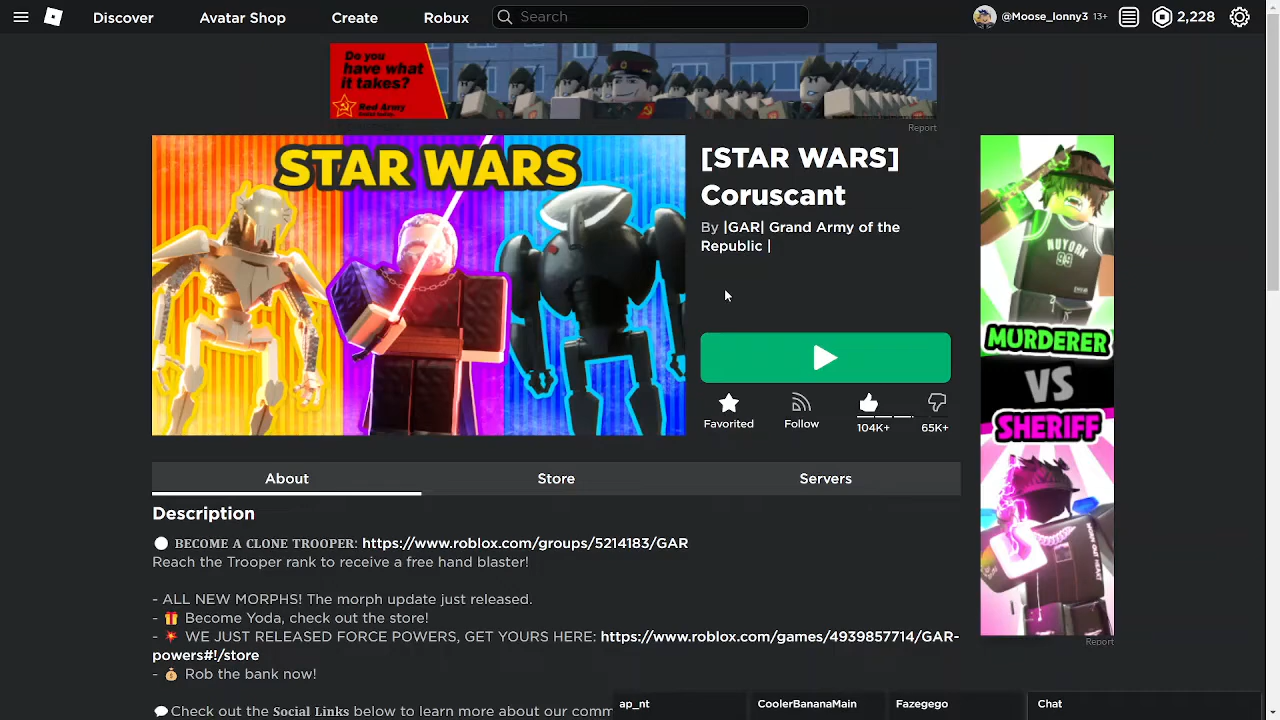 Discover
Avatar Shop
Create
Robux
Search
@Moose_lonny3 13+
2,228
Do you
have what
it takes?
Red Army
Report
STAR WARS
[STAR WARS]
Coruscant
By |GAR| Grand Army of the
Republic |
NUYORK
99
MURDERER
VS
SHERIFF
Favorited
Follow
104K+
65K+
Report
About
Store
Servers
Description
BECOME A CLONE TROOPER: https://www.roblox.com/groups/5214183/GAR
Reach the Trooper rank to receive a free hand blaster!
- ALL NEW MORPHS! The morph update just released.
- 🎁 Become Yoda, check out the store!
- 💥 WE JUST RELEASED FORCE POWERS, GET YOURS HERE: https://www.roblox.com/games/4939857714/GAR-
powers#!/store
- 💰 Rob the bank now!
💬Check out the Social Links below to learn more about our comm
ap_nt
CoolerBananaMain
Fazegego
Chat